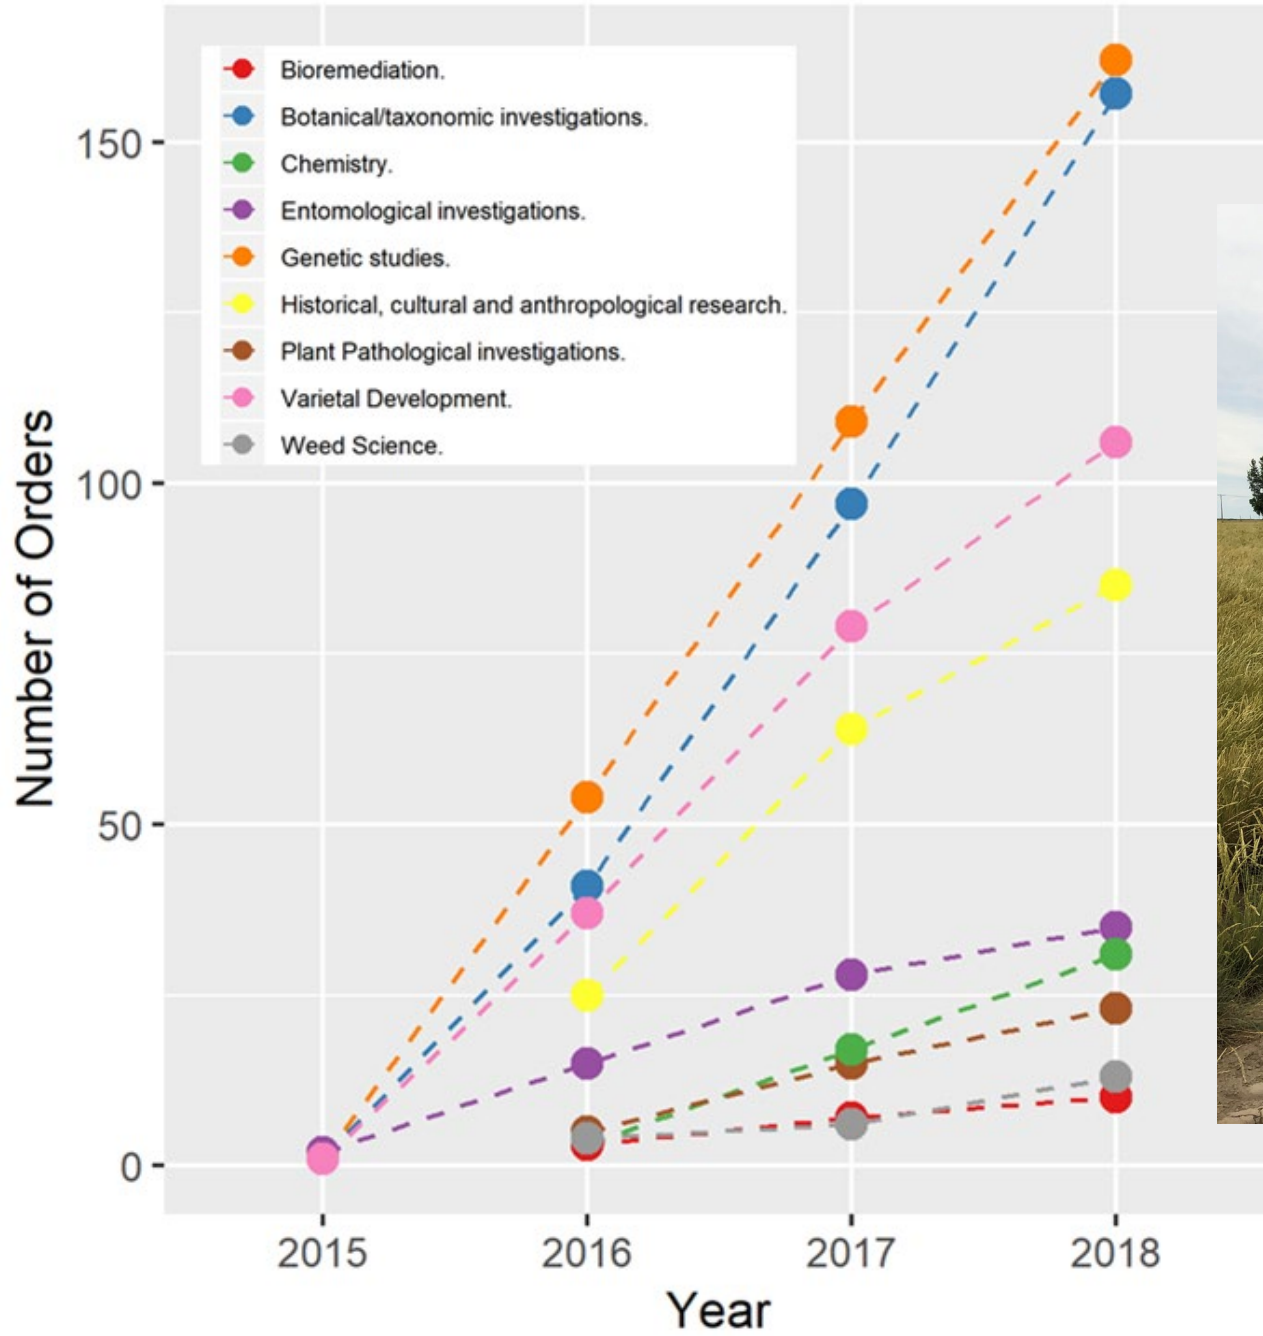 Bioremediation.
Botanical/taxonomic investigations.
Chemistry.
Entomological investigations.
Genetic studies.
Historical, cultural and anthropological research.
Plant Pathological investigations.
Varietal Development.
Weed Science.
Number of Orders
150
100
50
0
2015 2016 2017 2018
Year